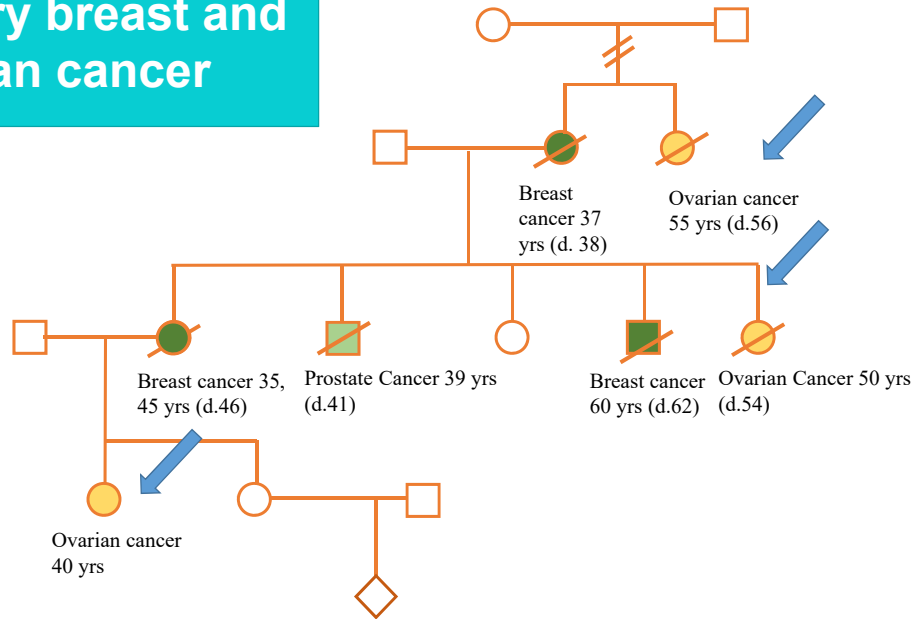 breast and
cancer
Breast
cancer 37
yrs (d. 38)
Ovarian cancer
55 yrs (d.56)
Breast cancer 35,
45 yrs (d.46)
Prostate Cancer 39 yrs
(d.41)
Breast cancer
60 yrs (d.62)
Ovarian Cancer 50 yrs
(d.54)
Ovarian cancer
40 yrs